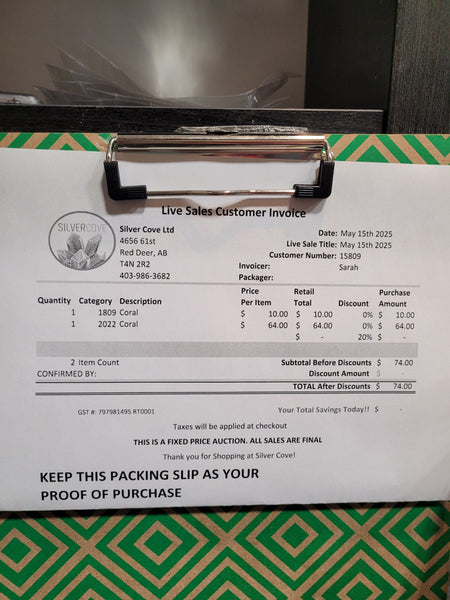 Live Sales Customer Invoice
SILVERCOVE
Silver Cove Ltd
4656 61st
Red Deer, AB
T4N 2R2
403-986-3682
Date: May 15th 2025
Live Sale Title: May 15th 2025
Customer Number: 15809
Invoicer: Sarah
Packager:
Quantity Category Description Price Per Item Retail Total Discount Purchase Amount
1 1809 Coral $ 10.00 $ 10.00 0% $ 10.00
1 2022 Coral $ 64.00 $ 64.00 0% $ 64.00
$ - 20% $ -
2 Item Count Subtotal Before Discounts $ 74.00
CONFIRMED BY: Discount Amount $ -
TOTAL After Discounts $ 74.00
GST #: 797981495 RT0001 Your Total Savings Today!! $ -
Taxes will be applied at checkout
THIS IS A FIXED PRICE AUCTION. ALL SALES ARE FINAL
Thank you for Shopping at Silver Cove!
KEEP THIS PACKING SLIP AS YOUR
PROOF OF PURCHASE